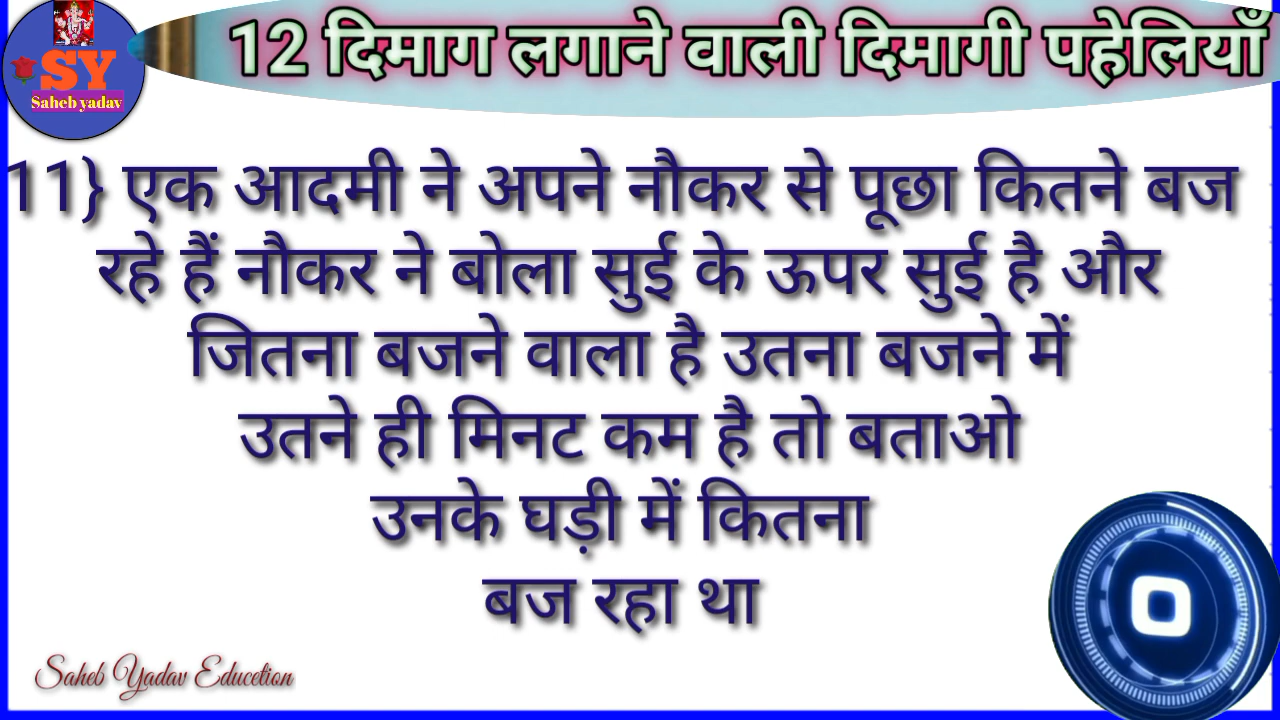 12 दिमाग लगाने वाली दिमागी पहेलियाँ
SY
Saheb yadav
11} एक आदमी ने अपने नौकर से पूछा कितने बज
रहे हैं नौकर ने बोला सुई के ऊपर सुई है और
जितना बजने वाला है उतना बजने में
उतने ही मिनट कम है तो बताओ
उनके घड़ी में कितना
बज रहा था
Saheb Yadav Educetion